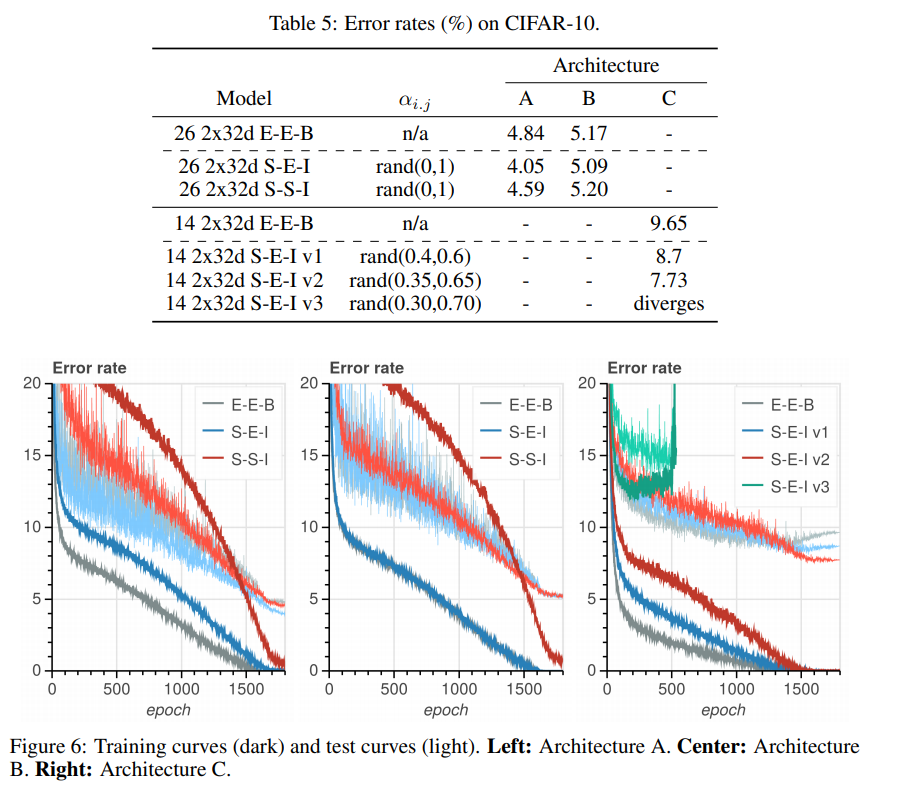 Table 5: Error rates (%) on CIFAR-10.
Architecture
Model α_{i.j} A B C
26 2x32d E-E-B n/a 4.84 5.17 -
26 2x32d S-E-I rand(0,1) 4.05 5.09 -
26 2x32d S-S-I rand(0,1) 4.59 5.20 -
14 2x32d E-E-B n/a - - 9.65
14 2x32d S-E-I v1 rand(0.4,0.6) - - 8.7
14 2x32d S-E-I v2 rand(0.35,0.65) - - 7.73
14 2x32d S-E-I v3 rand(0.30,0.70) - - diverges
Error rate
20
15
10
5
0
0 500 1000 1500
epoch
E-E-B
S-E-I
S-S-I
Error rate
20
15
10
5
0
0 500 1000 1500
epoch
E-E-B
S-E-I
S-S-I
Error rate
20
15
10
5
0
0 500 1000 1500
epoch
E-E-B
S-E-I v1
S-E-I v2
S-E-I v3
Figure 6: Training curves (dark) and test curves (light). Left: Architecture A. Center: Architecture
B. Right: Architecture C.